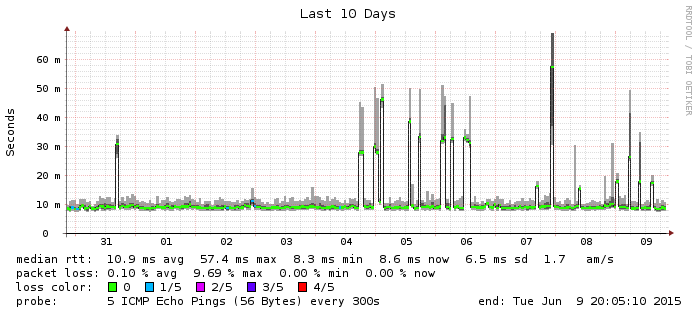 Last 10 Days
RRDTOOL / TOBI OETIKER
Seconds
60 m
50 m
40 m
30 m
20 m
10 m
0
31 01 02 03 04 05 06 07 08 09
median rtt: 10.9 ms avg 57.4 ms max 8.3 ms min 8.6 ms now 6.5 ms sd 1.7 am/s
packet loss: 0.10 % avg 9.69 % max 0.00 % min 0.00 % now
loss color: 0 1/5 2/5 3/5 4/5
probe: 5 ICMP Echo Pings (56 Bytes) every 300s end: Tue Jun 9 20:05:10 2015